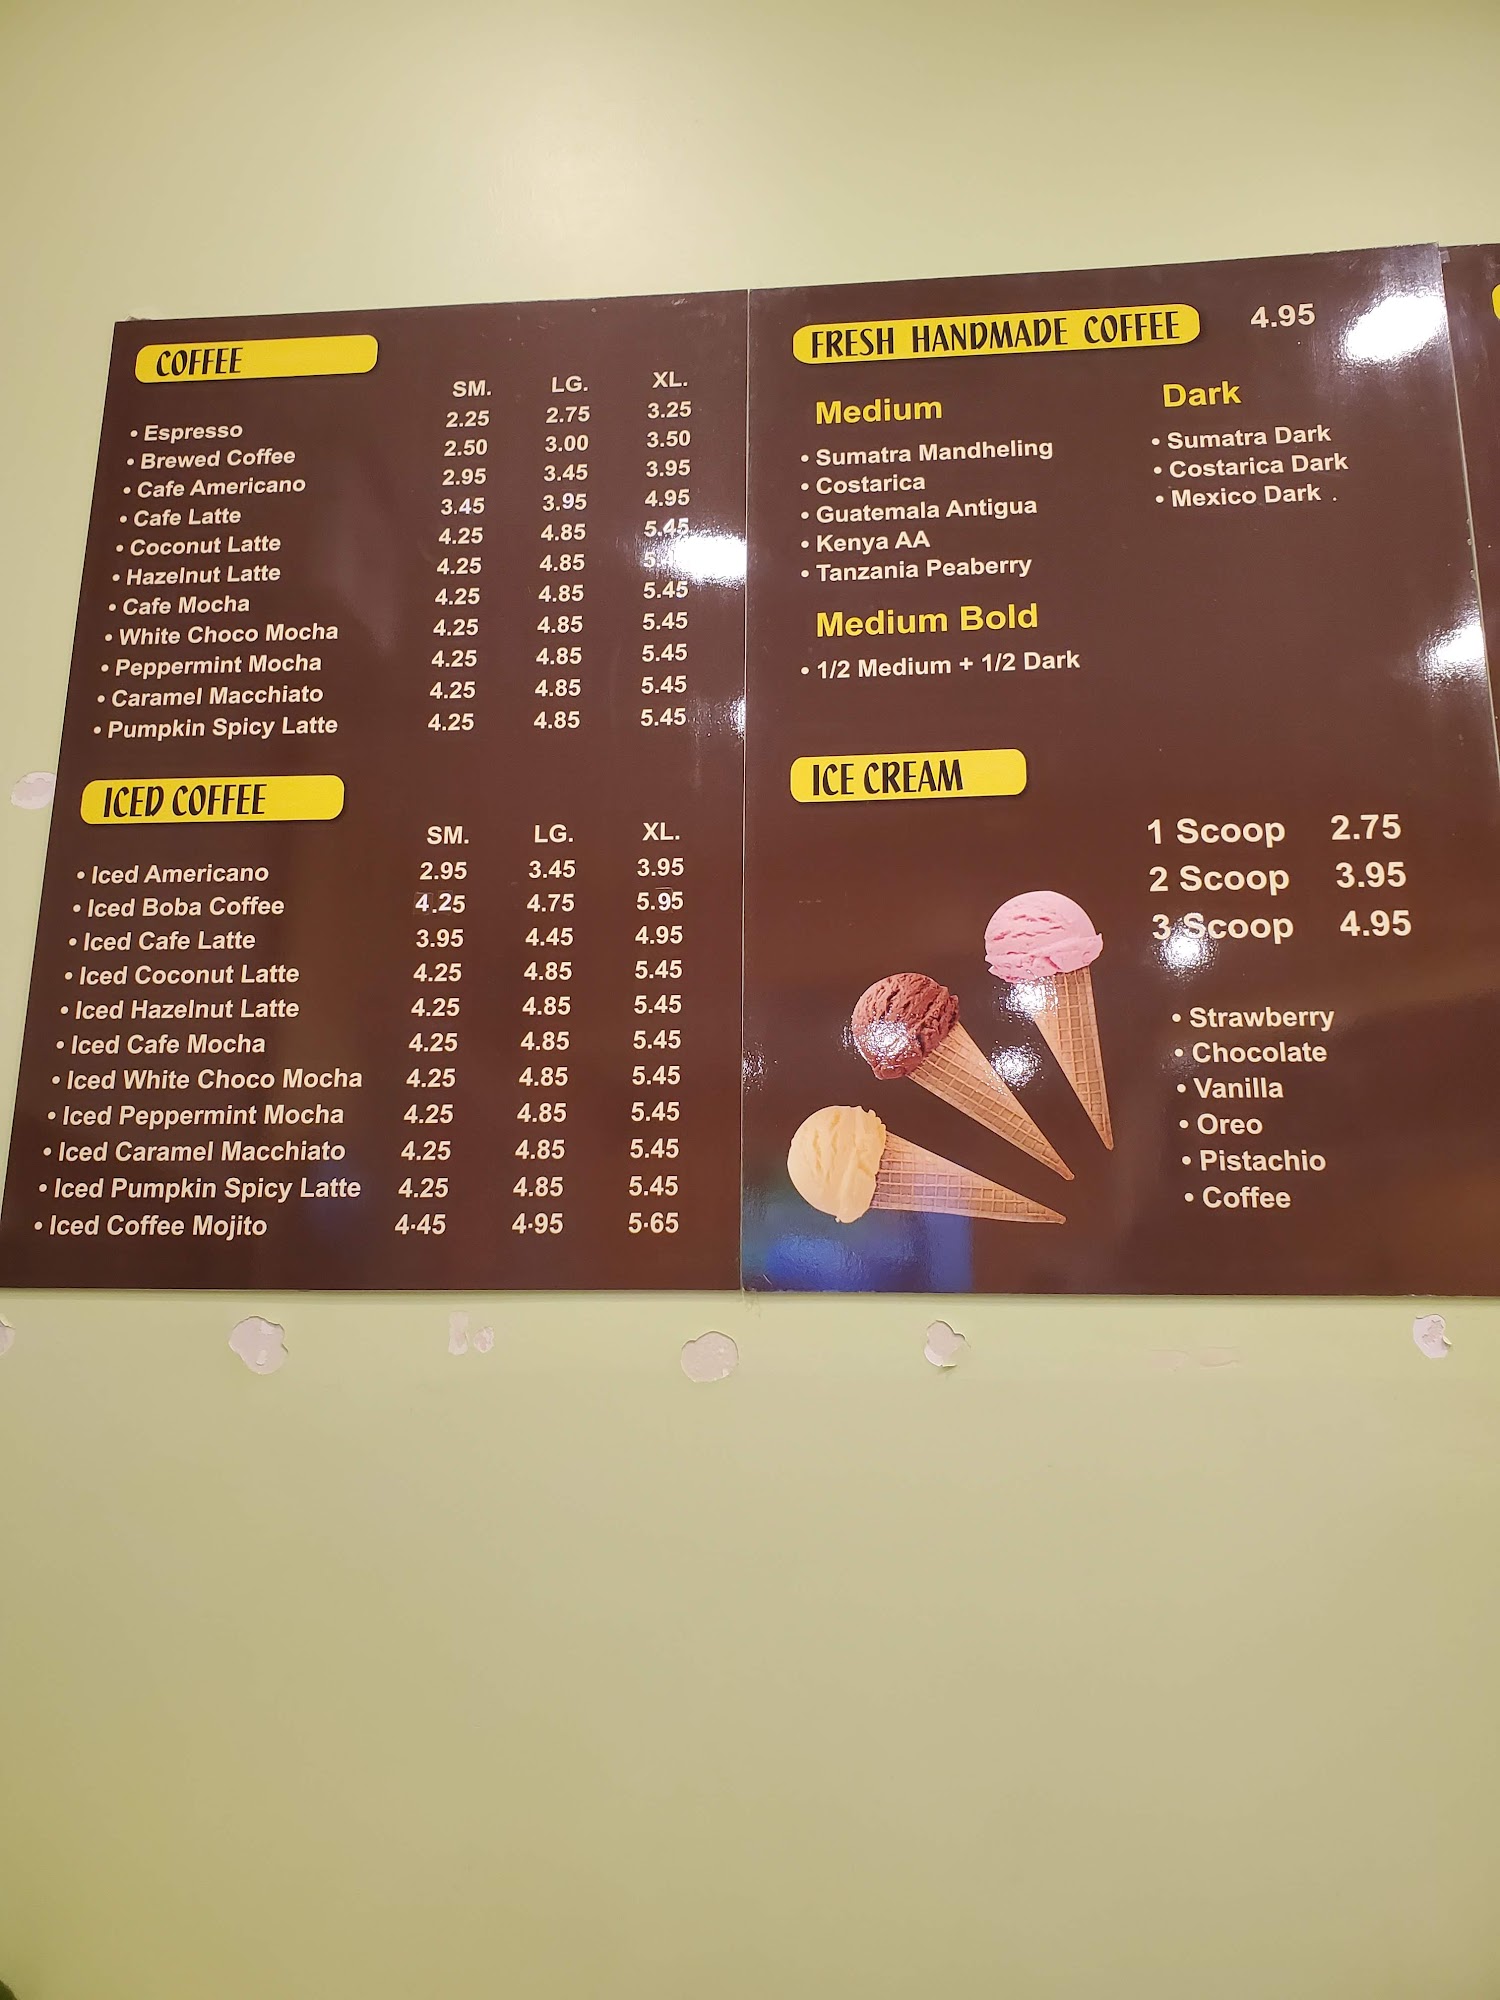 COFFEE
SM. LG. XL.
• Espresso 2.25 2.75 3.25
• Brewed Coffee 2.50 3.00 3.50
• Cafe Americano 2.95 3.45 3.95
• Cafe Latte 3.45 3.95 4.95
• Coconut Latte 4.25 4.85 5.45
• Hazelnut Latte 4.25 4.85
• Cafe Mocha 4.25 4.85 5.45
• White Choco Mocha 4.25 4.85 5.45
• Peppermint Mocha 4.25 4.85 5.45
• Caramel Macchiato 4.25 4.85 5.45
• Pumpkin Spicy Latte 4.25 4.85 5.45
ICED COFFEE
SM. LG. XL.
• Iced Americano 2.95 3.45 3.95
• Iced Boba Coffee 4.25 4.75 5.95
• Iced Cafe Latte 3.95 4.45 4.95
• Iced Coconut Latte 4.25 4.85 5.45
• Iced Hazelnut Latte 4.25 4.85 5.45
• Iced Cafe Mocha 4.25 4.85 5.45
• Iced White Choco Mocha 4.25 4.85 5.45
• Iced Peppermint Mocha 4.25 4.85 5.45
• Iced Caramel Macchiato 4.25 4.85 5.45
• Iced Pumpkin Spicy Latte 4.25 4.85 5.45
• Iced Coffee Mojito 4·45 4·95 5·65
FRESH HANDMADE COFFEE 4.95
Medium
• Sumatra Mandheling
• Costarica
• Guatemala Antigua
• Kenya AA
• Tanzania Peaberry
Medium Bold
• 1/2 Medium + 1/2 Dark
Dark
• Sumatra Dark
• Costarica Dark
• Mexico Dark .
ICE CREAM
1 Scoop 2.75
2 Scoop 3.95
3 Scoop 4.95
• Strawberry
• Chocolate
• Vanilla
• Oreo
• Pistachio
• Coffee